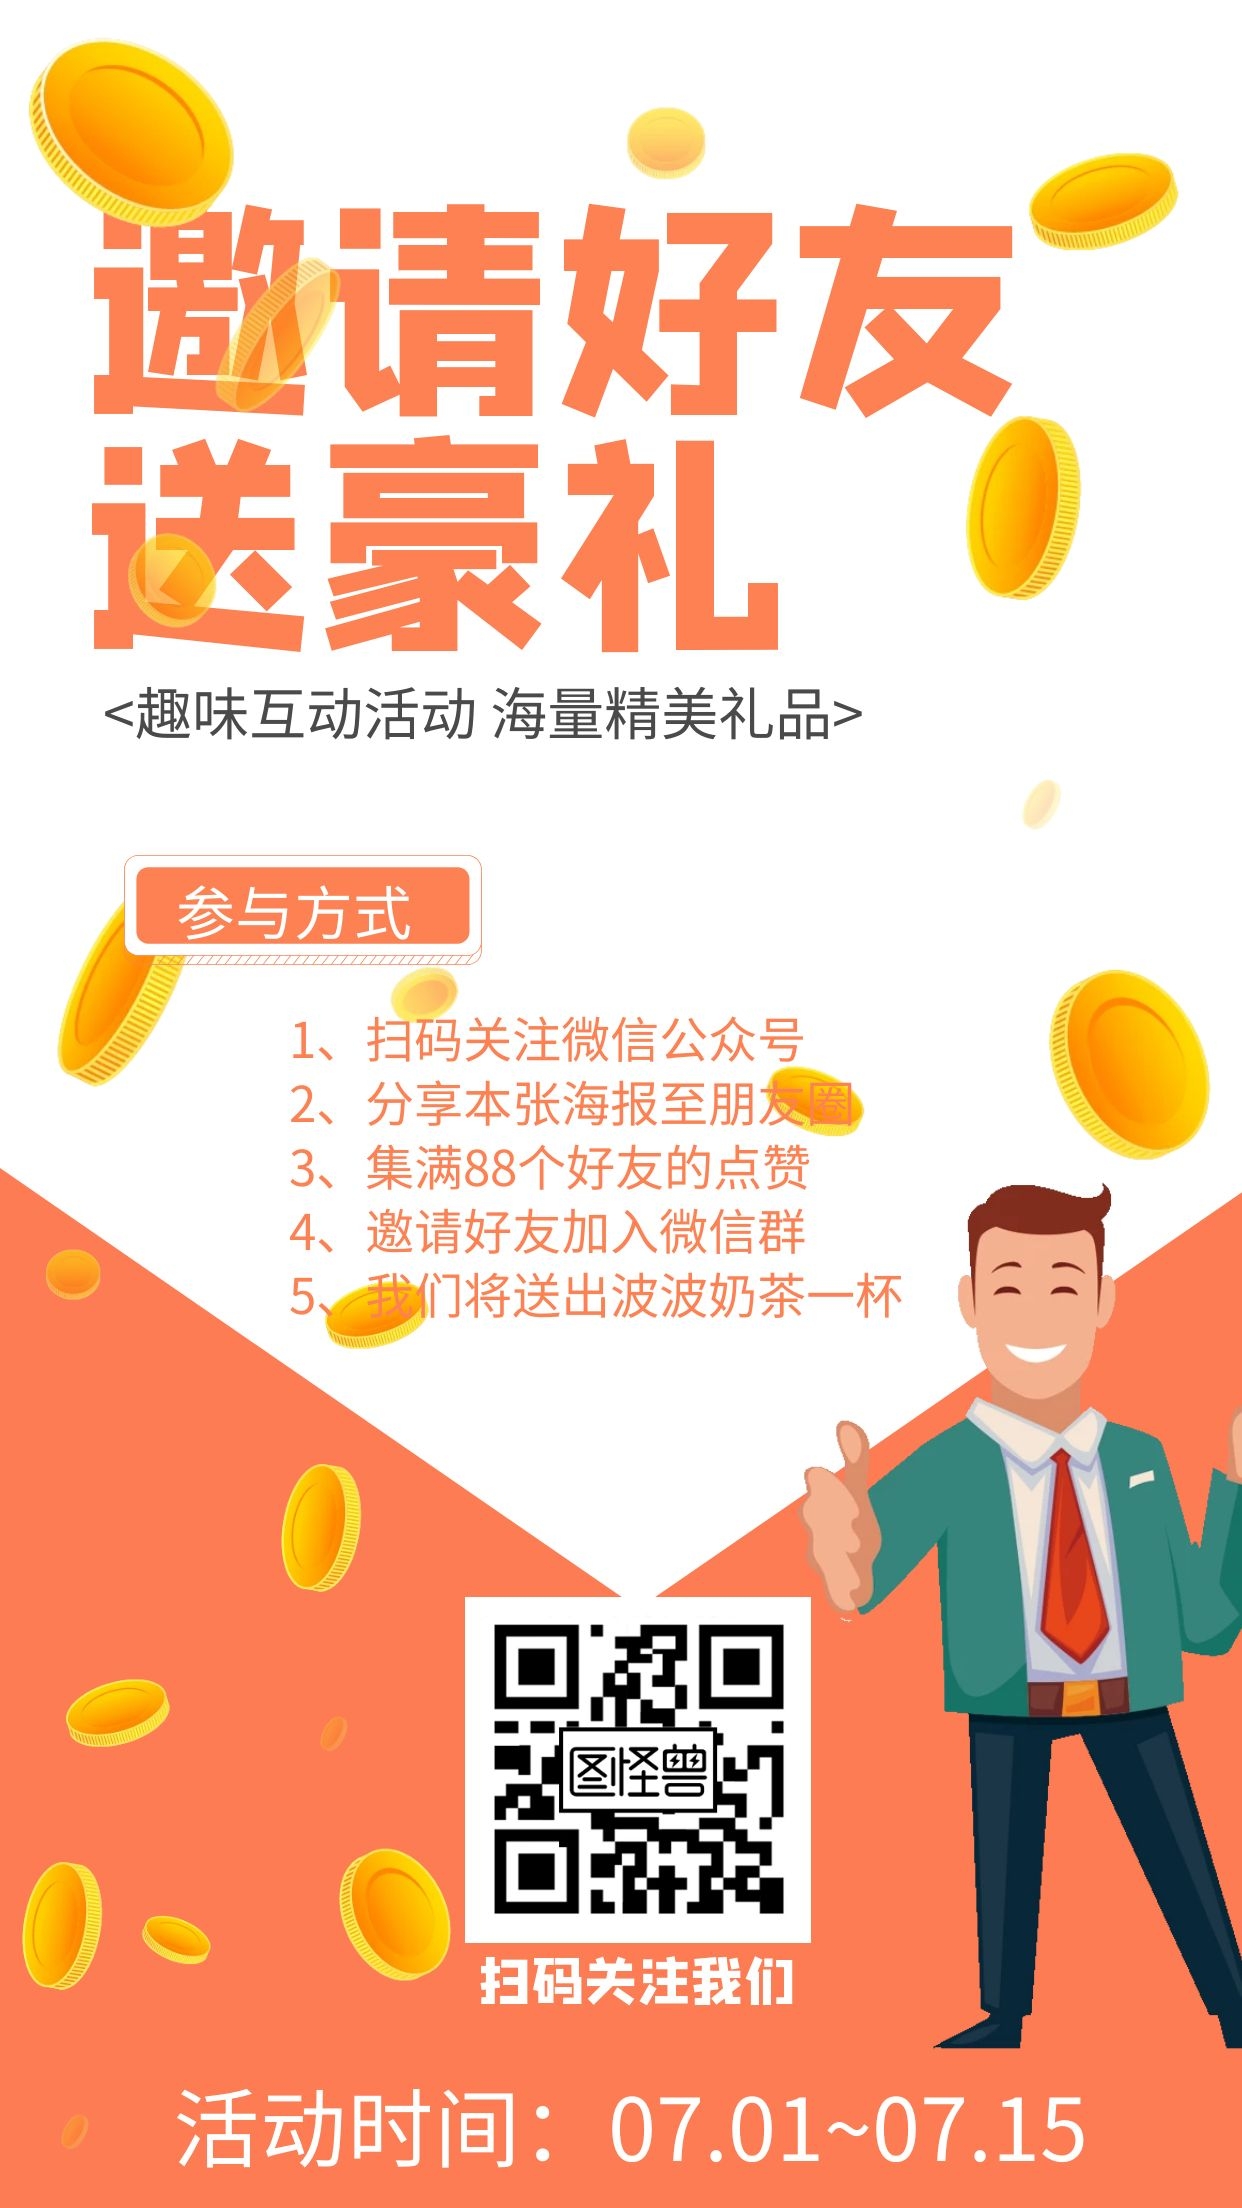 邀请好友
送豪礼
<趣味互动活动 海量精美礼品>
参与方式
1、扫码关注微信公众号
2、分享本张海报至朋友圈
3、集满88个好友的点赞
4、邀请好友加入微信群
5、我们将送出波波奶茶一杯
图怪兽
扫码关注我们
活动时间：07.01~07.15